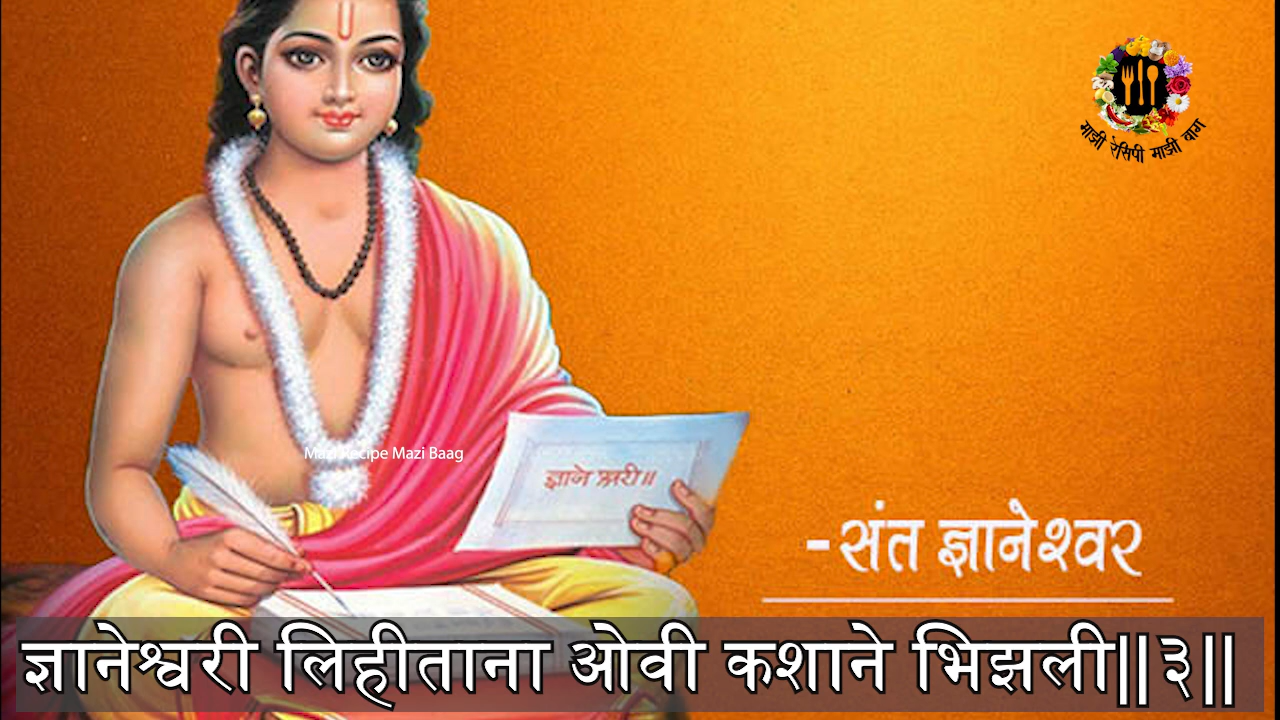 माझी रेसिपी माझी बाग
Mazi Recipe Mazi Baag
ज्ञानेश्वरी॥
-संत ज्ञानेश्वर
ज्ञानेश्वरी लिहीताना ओवी कशाने भिझली||३||